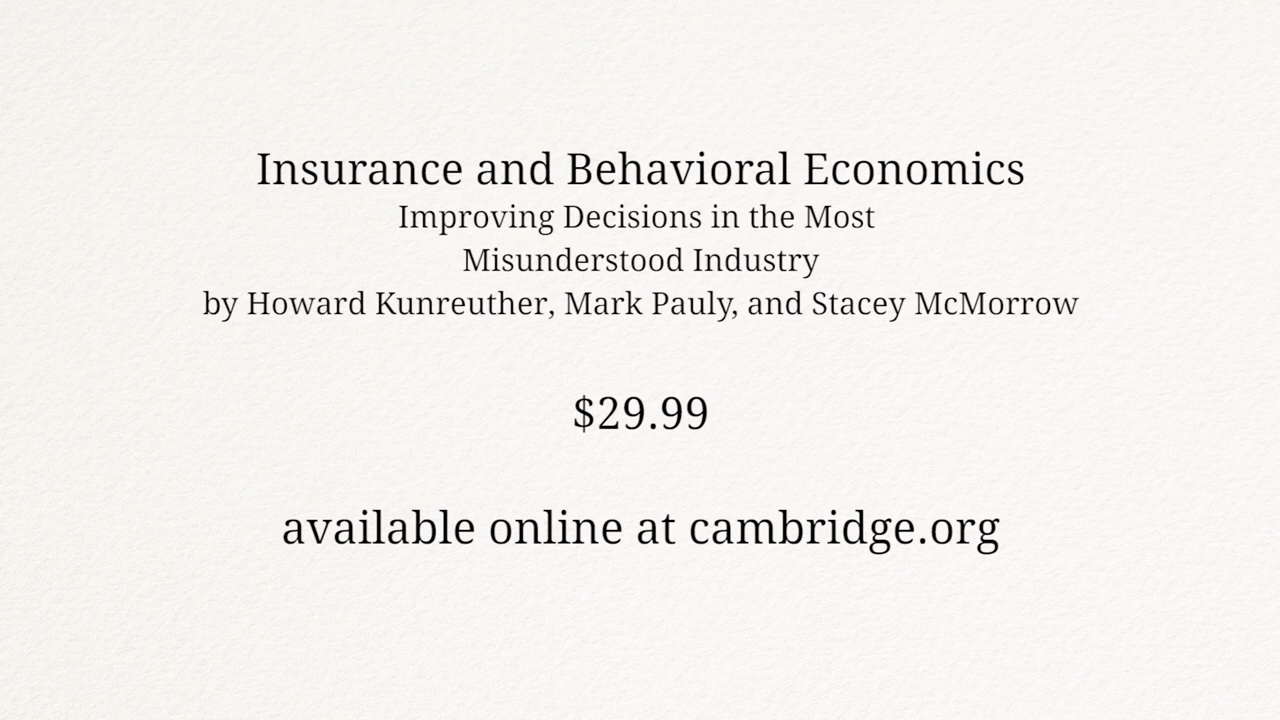 Insurance and Behavioral Economics
Improving Decisions in the Most
Misunderstood Industry
by Howard Kunreuther, Mark Pauly, and Stacey McMorrow
$29.99
available online at cambridge.org